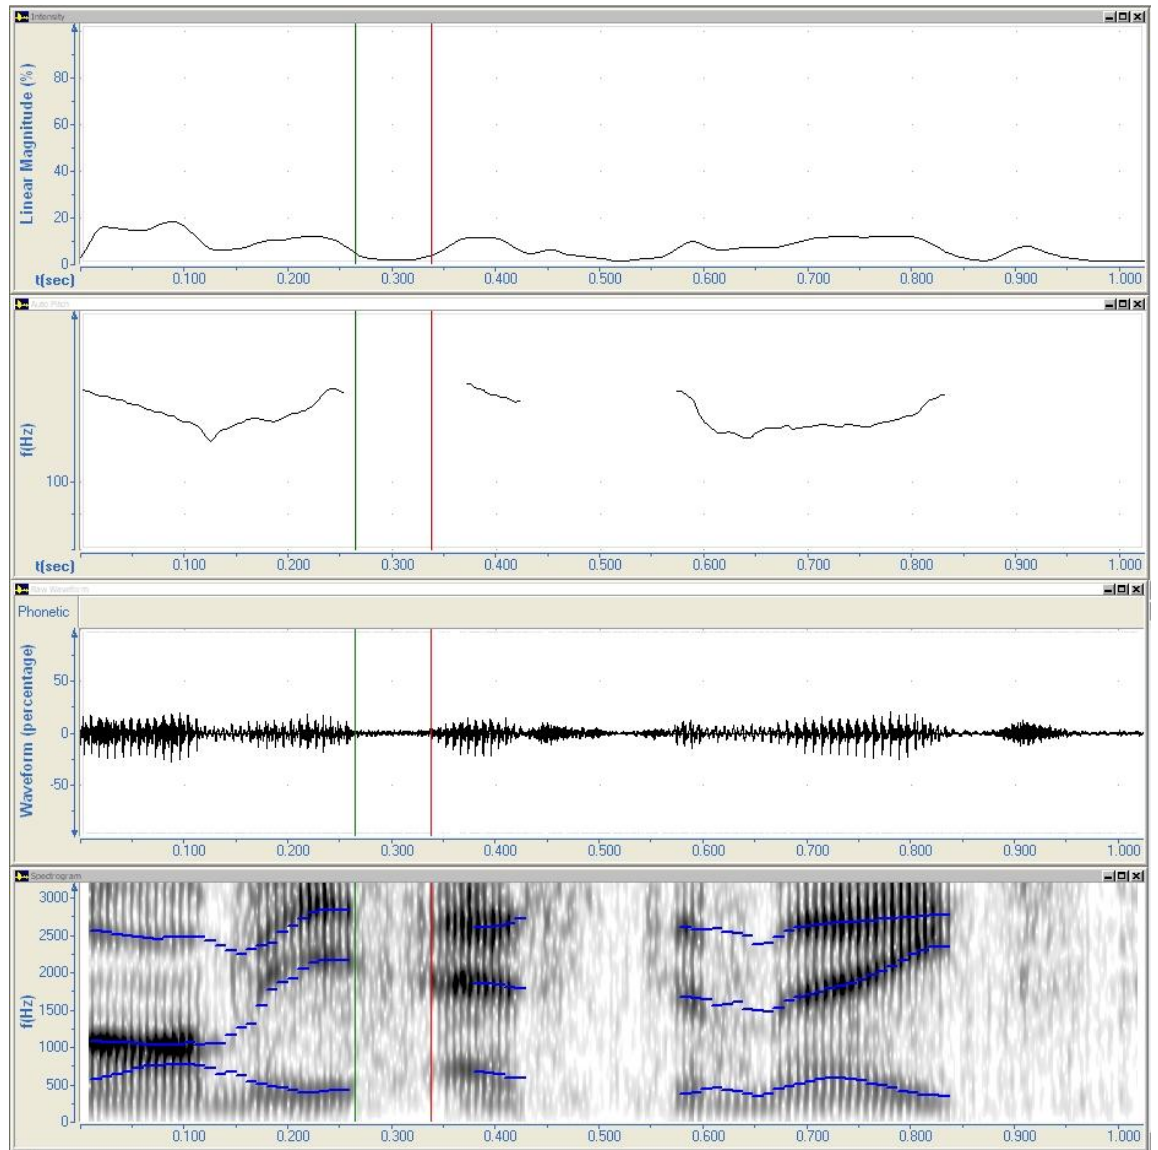 Intensity
Linear Magnitude (%)
80
60
40
20
0
t(sec) 0.100 0.200 0.300 0.400 0.500 0.600 0.700 0.800 0.900 1.000
Auto Pitch
f(Hz)
100
t(sec) 0.100 0.200 0.300 0.400 0.500 0.600 0.700 0.800 0.900 1.000
New Waveform
Phonetic
Waveform (percentage)
50
0
-50
0.100 0.200 0.300 0.400 0.500 0.600 0.700 0.800 0.900 1.000
Spectrogram
f(Hz)
3000
2500
2000
1500
1000
500
0
0.100 0.200 0.300 0.400 0.500 0.600 0.700 0.800 0.900 1.000